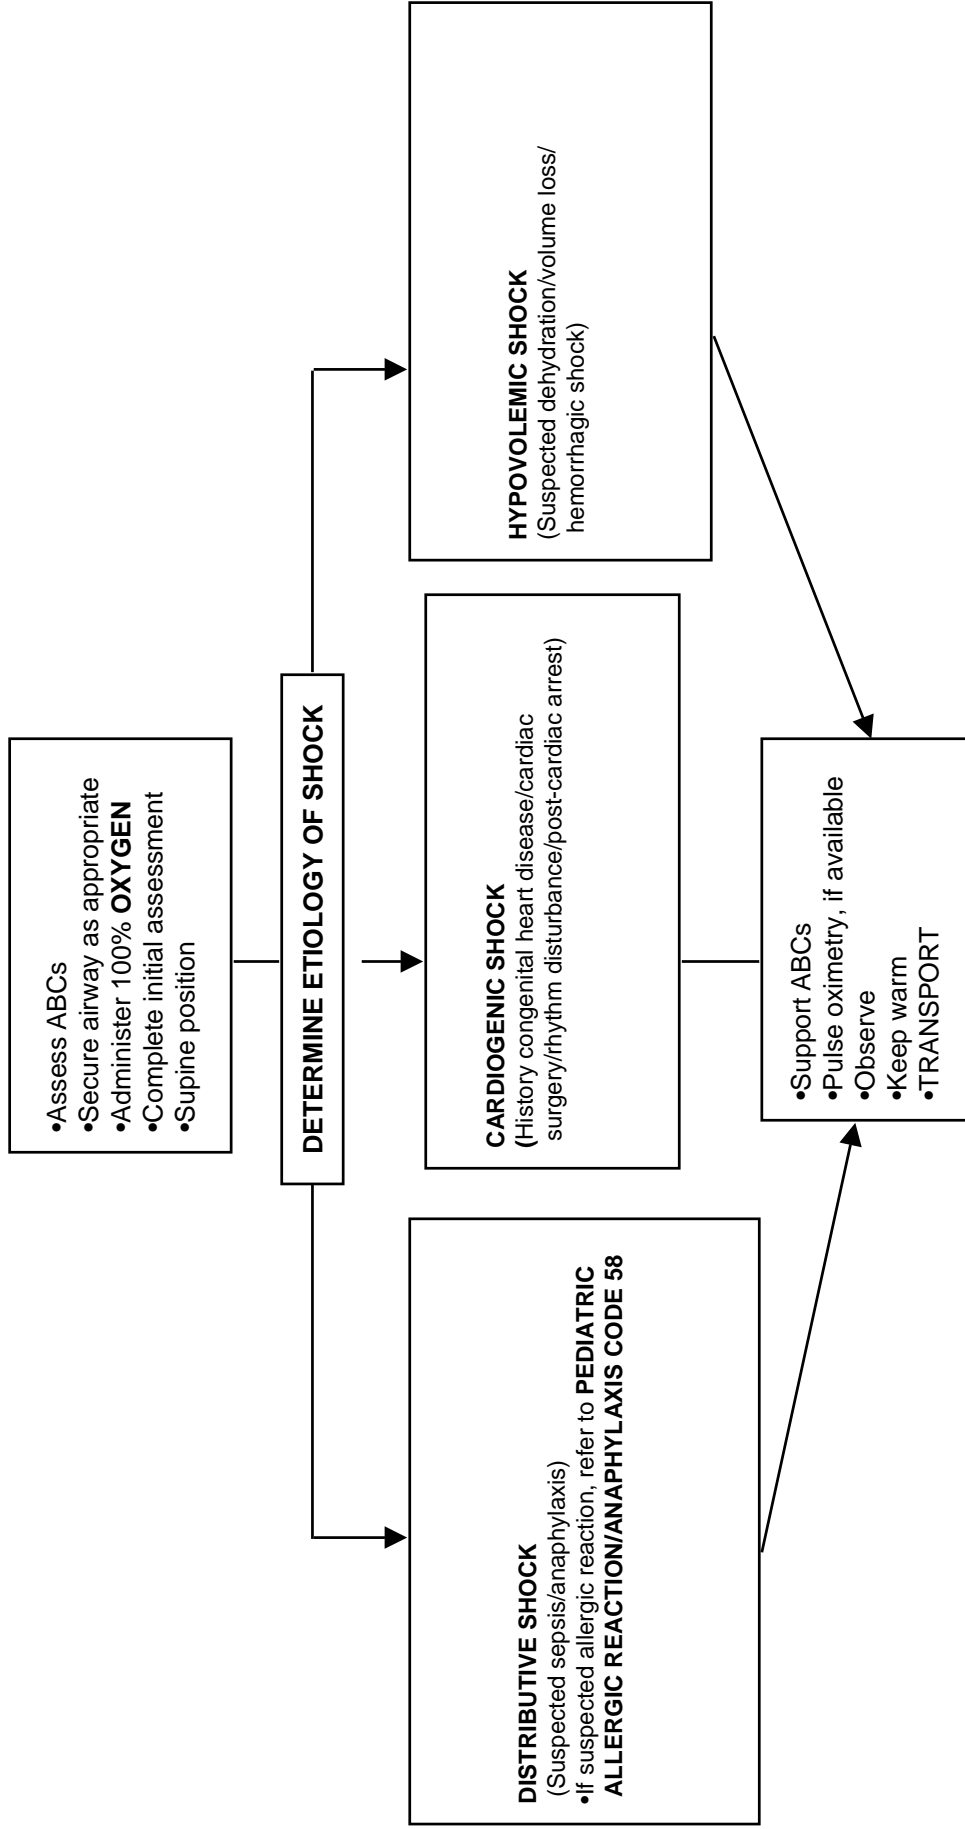 •Assess ABCs
•Secure airway as appropriate
•Administer 100% OXYGEN
•Complete initial assessment
•Supine position
DETERMINE ETIOLOGY OF SHOCK
DISTRIBUTIVE SHOCK
(Suspected sepsis/anaphylaxis)
•If suspected allergic reaction, refer to PEDIATRIC
ALLERGIC REACTION/ANAPHYLAXIS CODE 58
CARDIOGENIC SHOCK
(History congenital heart disease/cardiac
surgery/rhythm disturbance/post-cardiac arrest)
HYPOVOLEMIC SHOCK
(Suspected dehydration/volume loss/
hemorrhagic shock)
•Support ABCs
•Pulse oximetry, if available
•Observe
•Keep warm
•TRANSPORT